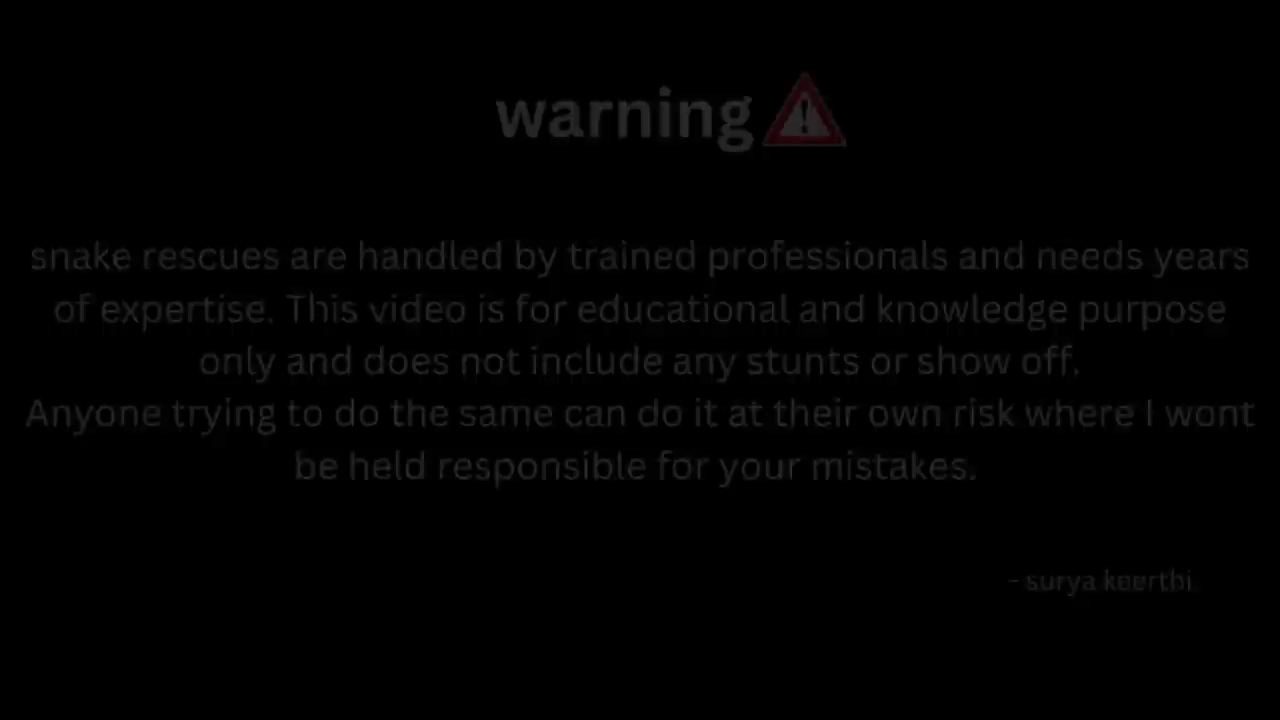 warning
snake rescues are handled by trained professionals and needs years
of expertise. This video is for educational and knowledge purpose
only and does not include any stunts or show off.
Anyone trying to do the same can do it at their own risk where I wont
be held responsible for your mistakes.
- surya keerthi